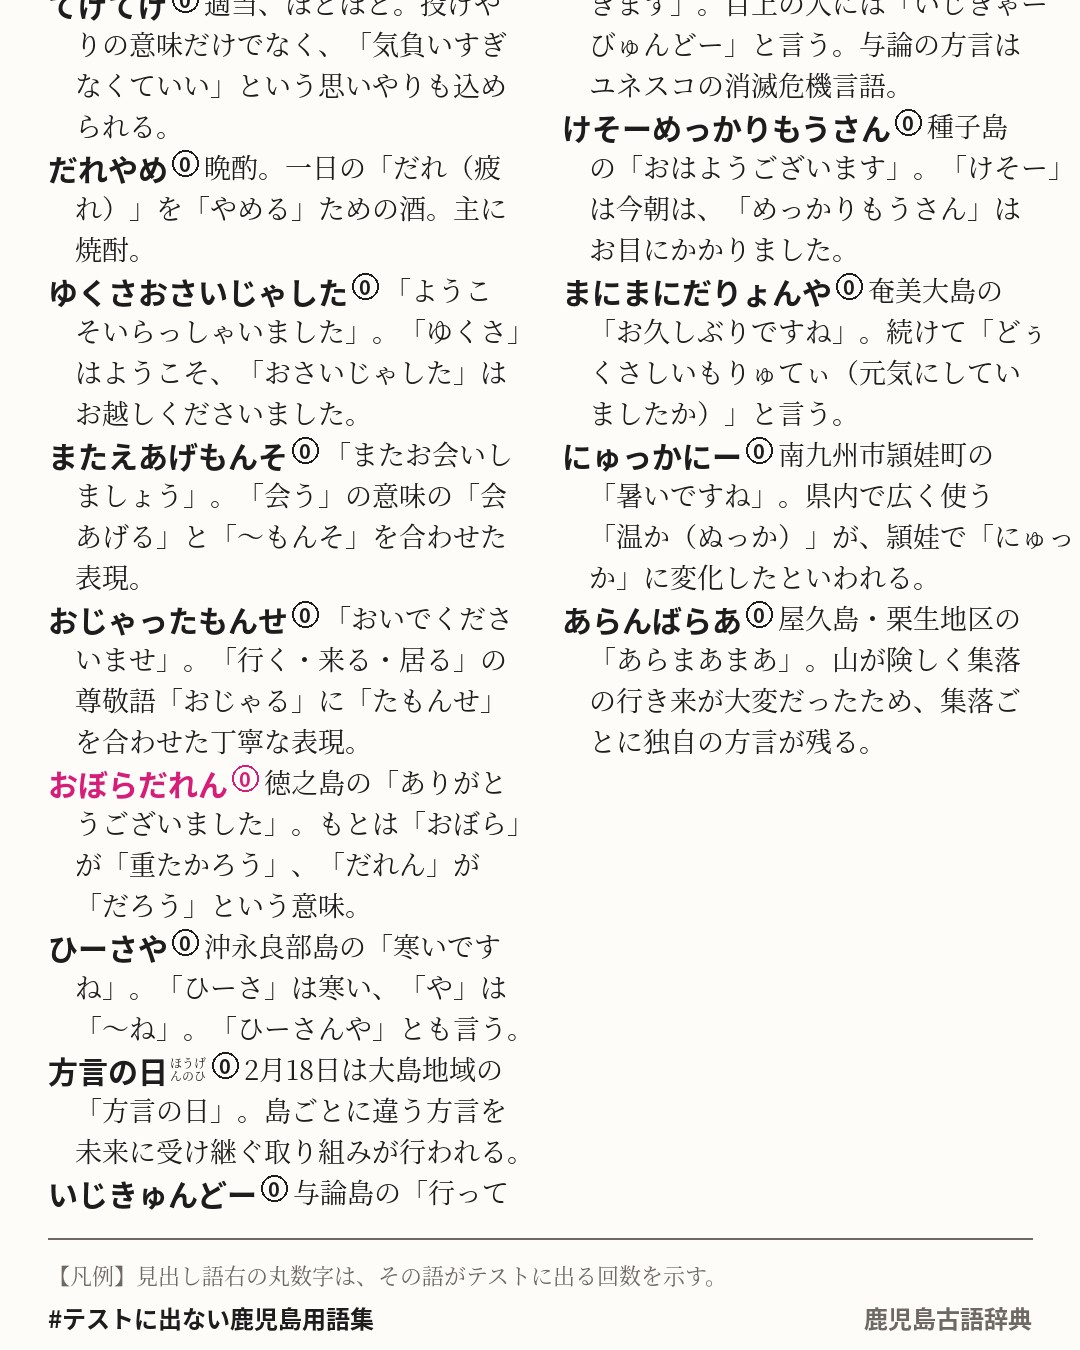 てげてげ⓪適当、ほどほど。投げや
りの意味だけでなく、「気負いすぎ
なくていい」という思いやりも込め
られる。
だれやめ⓪晩酌。一日の「だれ（疲
れ）」を「やめる」ための酒。主に
焼酎。
ゆくさおさいじゃした⓪「ようこ
そいらっしゃいました」。「ゆくさ」
はようこそ、「おさいじゃした」は
お越しくださいました。
またえあげもんそ⓪「またお会いし
ましょう」。「会う」の意味の「会
あげる」と「〜もんそ」を合わせた
表現。
おじゃったもんせ⓪「おいでくださ
いませ」。「行く・来る・居る」の
尊敬語「おじゃる」に「たもんせ」
を合わせた丁寧な表現。
おぼらだれん⓪徳之島の「ありがと
うございました」。もとは「おぼら」
が「重たかろう」、「だれん」が
「だろう」という意味。
ひーさや⓪沖永良部島の「寒いです
ね」。「ひーさ」は寒い、「や」は
「〜ね」。「ひーさんや」とも言う。
方言の日ほうげんのひ⓪2月18日は大島地域の
「方言の日」。島ごとに違う方言を
未来に受け継ぐ取り組みが行われる。
いじきゅんどー⓪与論島の「行って
きます」。目上の人には「いじきゃー
びゅんどー」と言う。与論の方言は
ユネスコの消滅危機言語。
けそーめっかりもうさん⓪種子島
の「おはようございます」。「けそー」
は今朝は、「めっかりもうさん」は
お目にかかりました。
まにまにだりょんや⓪奄美大島の
「お久しぶりですね」。続けて「どぅ
くさしいもりゅてぃ（元気にしてい
ましたか）」と言う。
にゅっかにー⓪南九州市頴娃町の
「暑いですね」。県内で広く使う
「温か（ぬっか）」が、頴娃で「にゅっ
か」に変化したといわれる。
あらんばらあ⓪屋久島・栗生地区の
「あらまあまあ」。山が険しく集落
の行き来が大変だったため、集落ご
とに独自の方言が残る。
【凡例】見出し語右の丸数字は、その語がテストに出る回数を示す。
#テストに出ない鹿児島用語集
鹿児島古語辞典